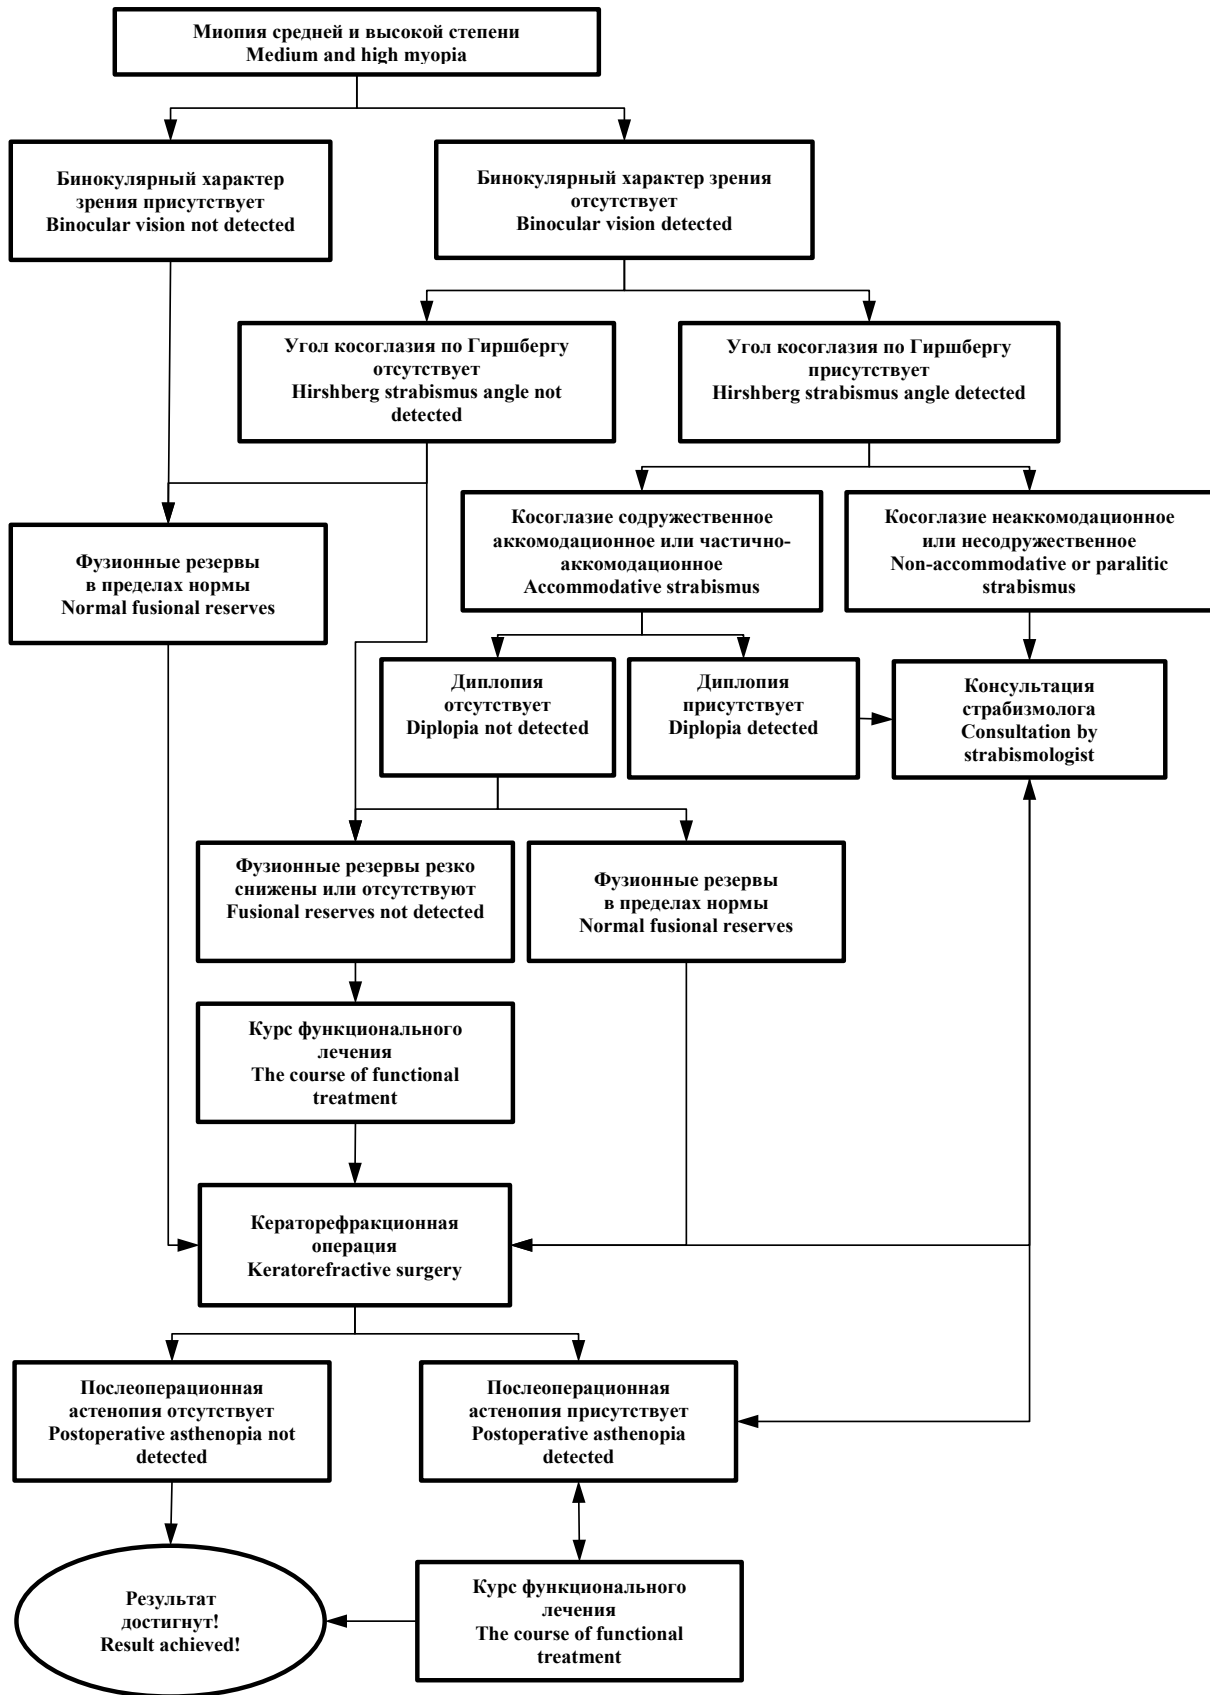 Миопия средней и высокой степени
Medium and high myopia
Бинокулярный характер
зрения присутствует
Binocular vision not detected
Бинокулярный характер зрения
отсутствует
Binocular vision detected
Угол косоглазия по Гиршбергу
отсутствует
Hirshberg strabismus angle not
detected
Угол косоглазия по Гиршбергу
присутствует
Hirshberg strabismus angle detected
Косоглазие содружественное
аккомодационное или частично-
аккомодационное
Accommodative strabismus
Косоглазие неаккомодационное
или несодружественное
Non-accommodative or paralitic
strabismus
Фузионные резервы
в пределах нормы
Normal fusional reserves
Диплопия
отсутствует
Diplopia not detected
Диплопия
присутствует
Diplopia detected
Консультация
страбизмолога
Consultation by
strabismologist
Фузионные резервы резко
снижены или отсутствуют
Fusional reserves not detected
Фузионные резервы
в пределах нормы
Normal fusional reserves
Курс функционального
лечения
The course of functional
treatment
Кераторефракционная
операция
Keratorefractive surgery
Послеоперационная
астенопия отсутствует
Postoperative asthenopia not
detected
Послеоперационная
астенопия присутствует
Postoperative asthenopia
detected
Результат
достигнут!
Result achieved!
Курс функционального
лечения
The course of functional
treatment